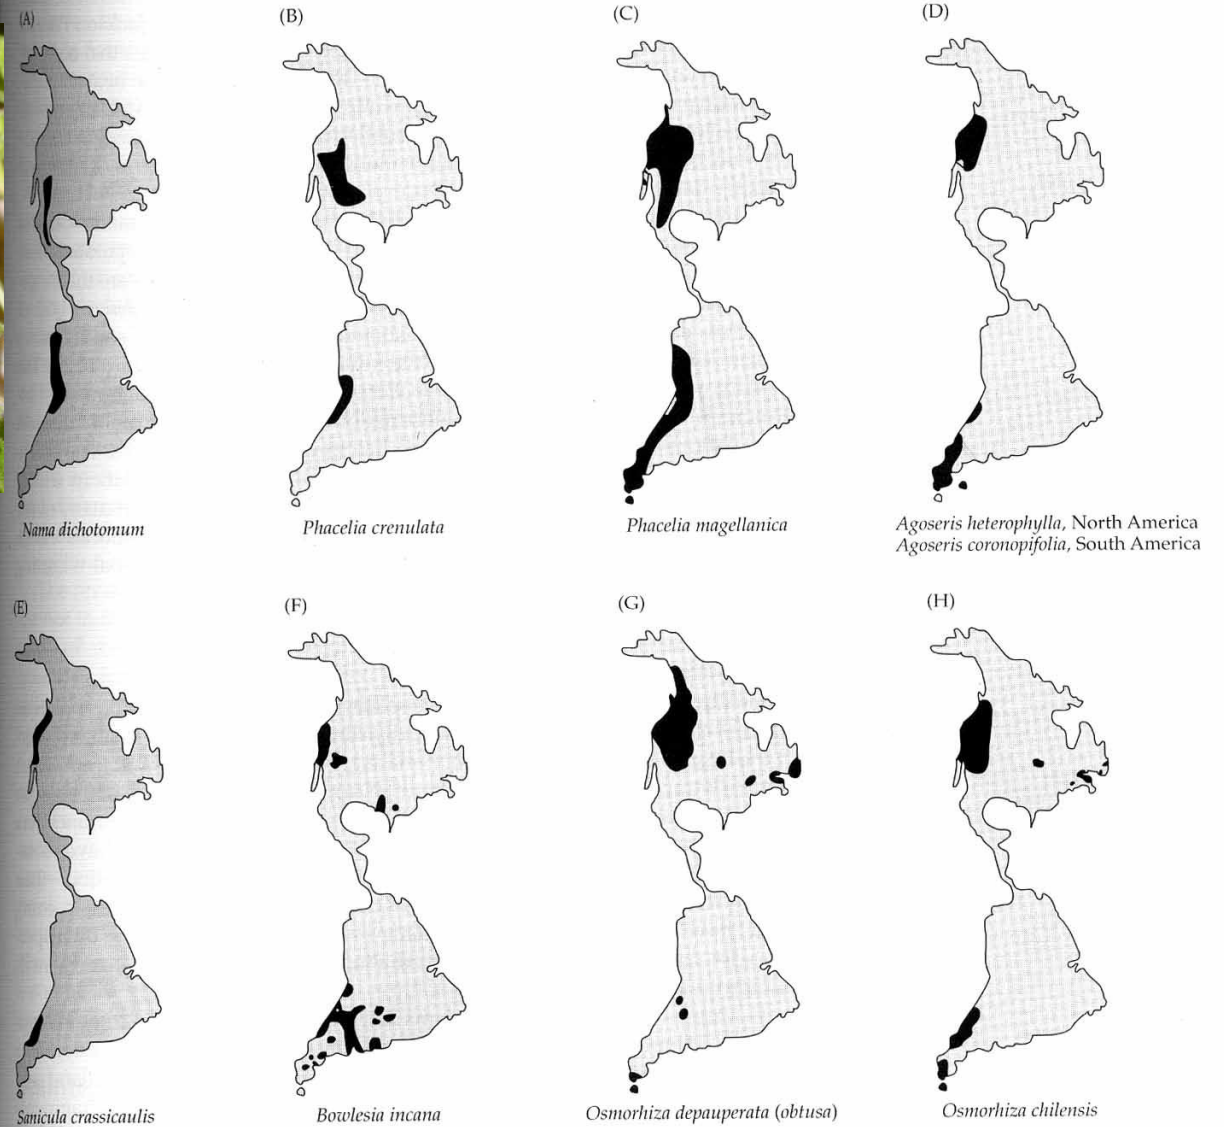 (A)
(B)
(C)
(D)
Nama dichotomum
Phacelia crenulata
Phacelia magellanica
Agoseris heterophylla, North America
Agoseris coronopifolia, South America
(E)
(F)
(G)
(H)
Sanicula crassicaulis
Bowlesia incana
Osmorhiza depauperata (obtusa)
Osmorhiza chilensis